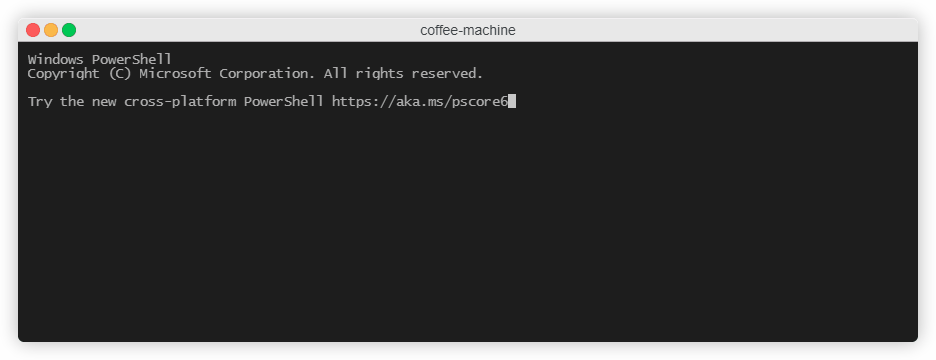 coffee-machine
Windows PowerShell
Copyright (C) Microsoft Corporation. All rights reserved.
Try the new cross-platform PowerShell https://aka.ms/pscore6